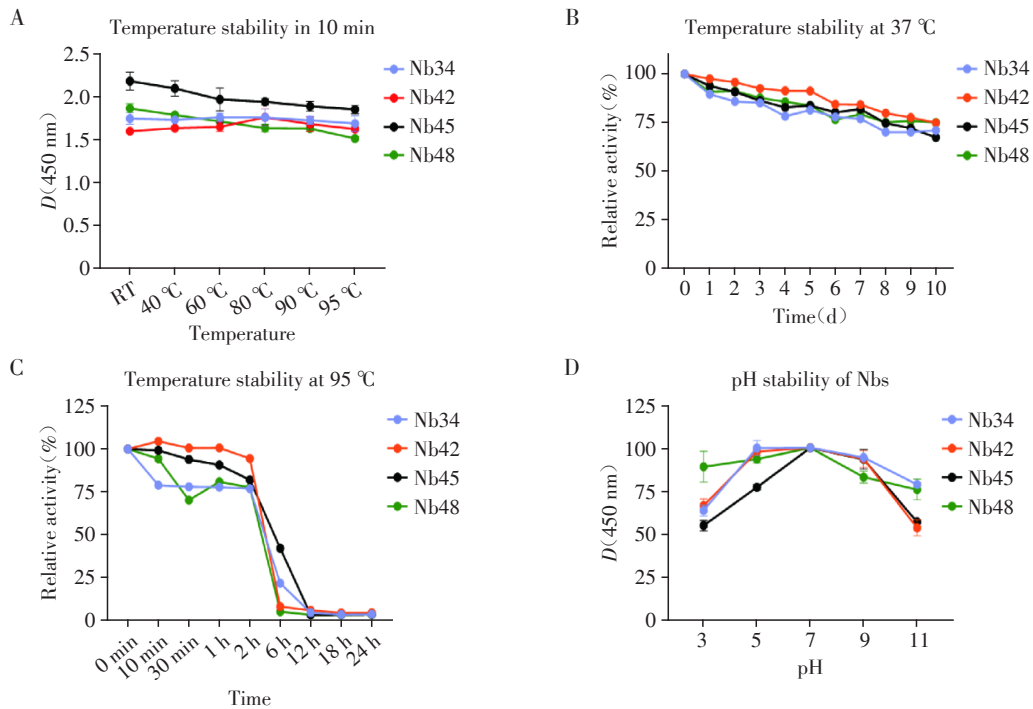 A
Temperature stability in 10 min
2.5
2.0
1.5
1.0
0.5
0
D(450 nm)
RT
40 ℃
60 ℃
80 ℃
90 ℃
95 ℃
Temperature
Nb34
Nb42
Nb45
Nb48
B
Temperature stability at 37 ℃
100
75
50
25
0
Relative activity(%)
0 1 2 3 4 5 6 7 8 9 10
Time(d)
Nb34
Nb42
Nb45
Nb48
C
Temperature stability at 95 ℃
125
100
75
50
25
0
Relative activity(%)
0 min
10 min
30 min
1 h
2 h
6 h
12 h
18 h
24 h
Time
Nb34
Nb42
Nb45
Nb48
D
pH stability of Nbs
125
100
75
50
25
0
D(450 nm)
3 5 7 9 11
pH
Nb34
Nb42
Nb45
Nb48